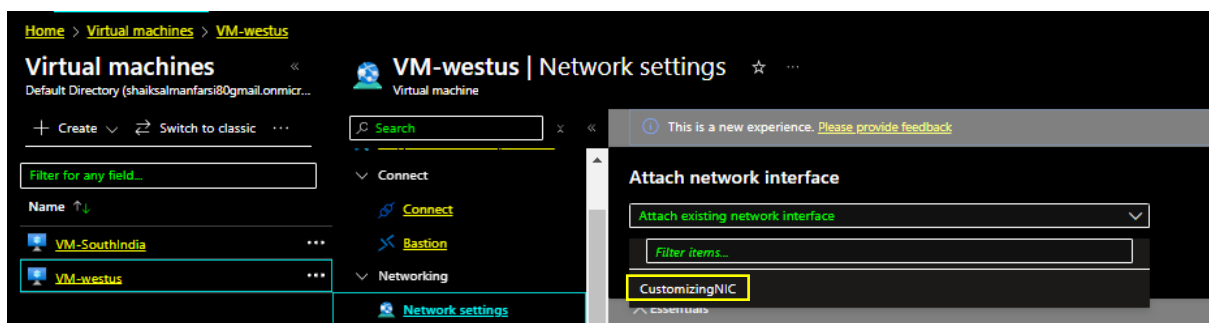 Home > Virtual machines > VM-westus
Virtual machines «
Default Directory (shaiksalmanfarsi80gmail.onmicr...
+ Create Switch to classic ...
Filter for any field...
Name ↑↓
VM-SouthIndia ...
VM-westus ...
VM-westus | Network settings ☆ ...
Virtual machine
Search
«
Connect
Connect
Bastion
Networking
Network settings
This is a new experience. Please provide feedback
Attach network interface
Attach existing network interface
Filter items...
CustomizingNIC
Essentials